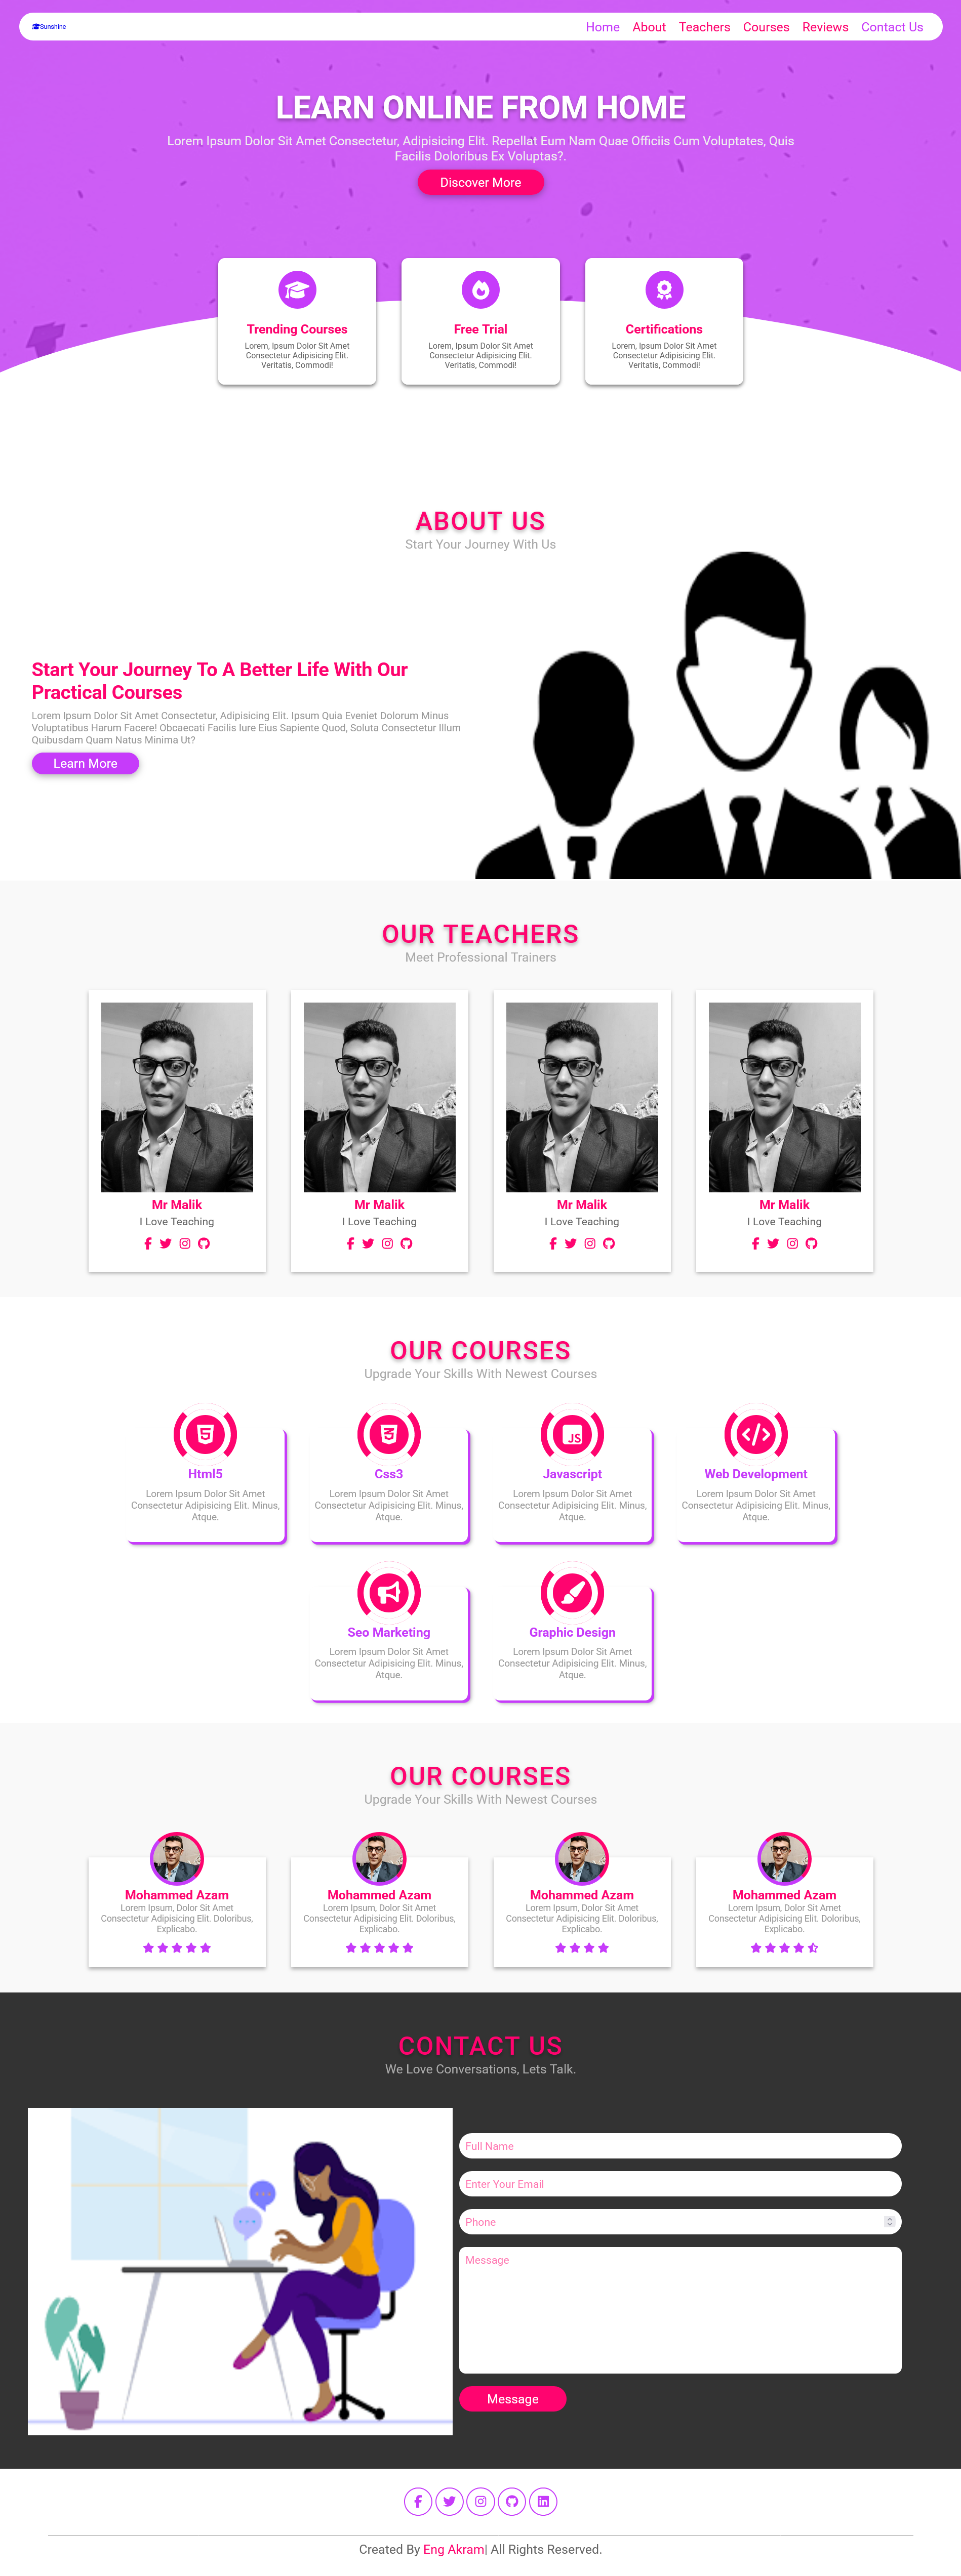 Sunshine
Home About Teachers Courses Reviews Contact Us
LEARN ONLINE FROM HOME
Lorem Ipsum Dolor Sit Amet Consectetur, Adipisicing Elit. Repellat Eum Nam Quae Officiis Cum Voluptates, Quis
Facilis Doloribus Ex Voluptas?.
Discover More
Trending Courses
Lorem, Ipsum Dolor Sit Amet
Consectetur Adipisicing Elit.
Veritatis, Commodi!
Free Trial
Lorem, Ipsum Dolor Sit Amet
Consectetur Adipisicing Elit.
Veritatis, Commodi!
Certifications
Lorem, Ipsum Dolor Sit Amet
Consectetur Adipisicing Elit.
Veritatis, Commodi!
ABOUT US
Start Your Journey With Us
Start Your Journey To A Better Life With Our
Practical Courses
Lorem Ipsum Dolor Sit Amet Consectetur, Adipisicing Elit. Ipsum Quia Eveniet Dolorum Minus
Voluptatibus Harum Facere! Obcaecati Facilis Iure Eius Sapiente Quod, Soluta Consectetur Illum
Quibusdam Quam Natus Minima Ut?
Learn More
OUR TEACHERS
Meet Professional Trainers
Mr Malik
I Love Teaching
Mr Malik
I Love Teaching
Mr Malik
I Love Teaching
Mr Malik
I Love Teaching
OUR COURSES
Upgrade Your Skills With Newest Courses
Html5
Lorem Ipsum Dolor Sit Amet
Consectetur Adipisicing Elit. Minus,
Atque.
Css3
Lorem Ipsum Dolor Sit Amet
Consectetur Adipisicing Elit. Minus,
Atque.
JS
Javascript
Lorem Ipsum Dolor Sit Amet
Consectetur Adipisicing Elit. Minus,
Atque.
Web Development
Lorem Ipsum Dolor Sit Amet
Consectetur Adipisicing Elit. Minus,
Atque.
Seo Marketing
Lorem Ipsum Dolor Sit Amet
Consectetur Adipisicing Elit. Minus,
Atque.
Graphic Design
Lorem Ipsum Dolor Sit Amet
Consectetur Adipisicing Elit. Minus,
Atque.
OUR COURSES
Upgrade Your Skills With Newest Courses
Mohammed Azam
Lorem Ipsum, Dolor Sit Amet
Consectetur Adipisicing Elit. Doloribus,
Explicabo.
Mohammed Azam
Lorem Ipsum, Dolor Sit Amet
Consectetur Adipisicing Elit. Doloribus,
Explicabo.
Mohammed Azam
Lorem Ipsum, Dolor Sit Amet
Consectetur Adipisicing Elit. Doloribus,
Explicabo.
Mohammed Azam
Lorem Ipsum, Dolor Sit Amet
Consectetur Adipisicing Elit. Doloribus,
Explicabo.
CONTACT US
We Love Conversations, Lets Talk.
Full Name
Enter Your Email
Phone
Message
Message
Created By Eng Akram| All Rights Reserved.